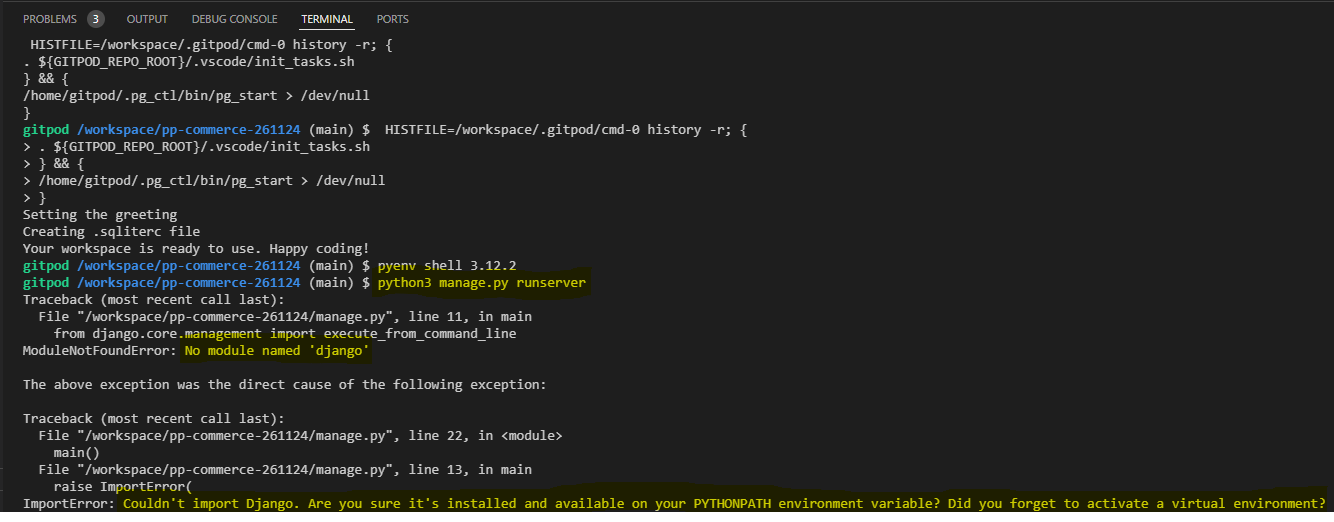 PROBLEMS 3 OUTPUT DEBUG CONSOLE TERMINAL PORTS
HISTFILE=/workspace/.gitpod/cmd-0 history -r; {
. ${GITPOD_REPO_ROOT}/.vscode/init_tasks.sh
} && {
/home/gitpod/.pg_ctl/bin/pg_start > /dev/null
}
gitpod /workspace/pp-commerce-261124 (main) $  HISTFILE=/workspace/.gitpod/cmd-0 history -r; {
> . ${GITPOD_REPO_ROOT}/.vscode/init_tasks.sh
> } && {
> /home/gitpod/.pg_ctl/bin/pg_start > /dev/null
> }
Setting the greeting
Creating .sqliterc file
Your workspace is ready to use. Happy coding!
gitpod /workspace/pp-commerce-261124 (main) $ pyenv shell 3.12.2
gitpod /workspace/pp-commerce-261124 (main) $ python3 manage.py runserver
Traceback (most recent call last):
  File "/workspace/pp-commerce-261124/manage.py", line 11, in main
    from django.core.management import execute_from_command_line
ModuleNotFoundError: No module named 'django'
The above exception was the direct cause of the following exception:
Traceback (most recent call last):
  File "/workspace/pp-commerce-261124/manage.py", line 22, in <module>
    main()
  File "/workspace/pp-commerce-261124/manage.py", line 13, in main
    raise ImportError(
ImportError: Couldn't import Django. Are you sure it's installed and available on your PYTHONPATH environment variable? Did you forget to activate a virtual environment?